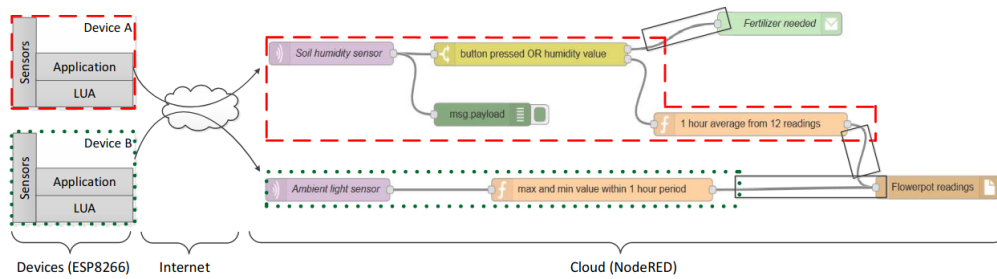 Device A
Sensors
Application
LUA
Device B
Sensors
Application
LUA
Soil humidity sensor
button pressed OR humidity value
Fertilizer needed
msg.payload
f
1 hour average from 12 readings
Ambient light sensor
f
max and min value within 1 hour period
Flowerpot readings
Devices (ESP8266)
Internet
Cloud (NodeRED)